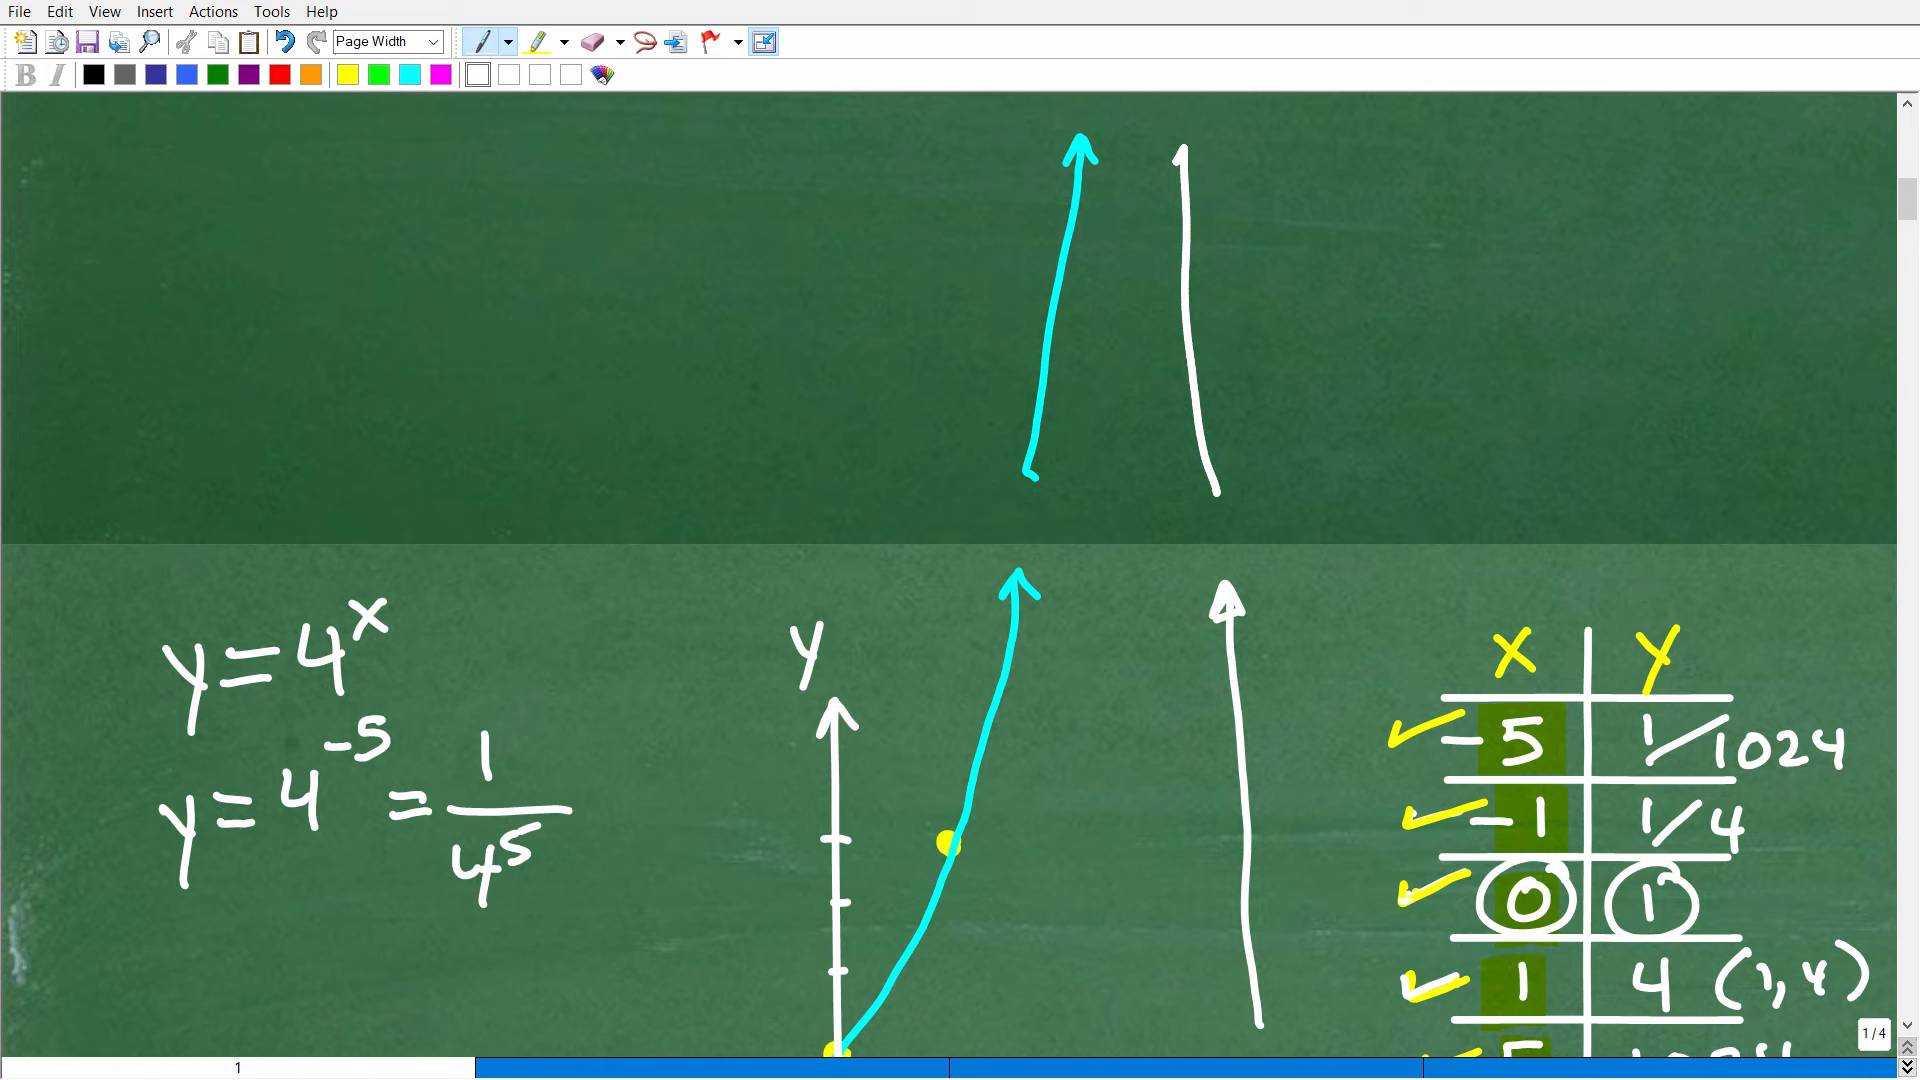 File Edit View Insert Actions Tools Help
Page Width
B I
y = 4^x
y = 4^-5 = 1/4^5
y
x y
-5 1/1024
-1 1/4
0 1
1 4 (1,4)
1 / 4
1